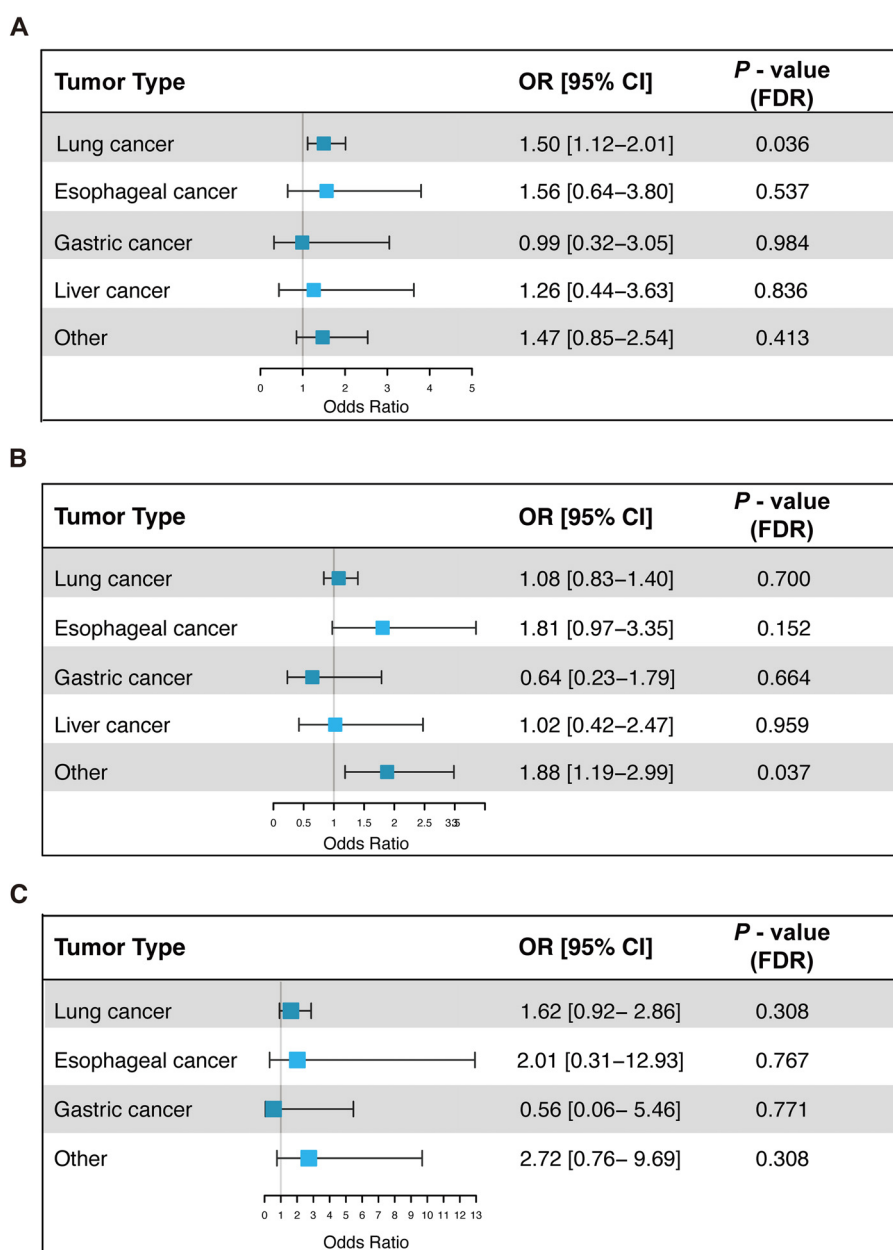 A
Tumor Type OR [95% CI] P - value (FDR)
Lung cancer 1.50 [1.12–2.01] 0.036
Esophageal cancer 1.56 [0.64–3.80] 0.537
Gastric cancer 0.99 [0.32–3.05] 0.984
Liver cancer 1.26 [0.44–3.63] 0.836
Other 1.47 [0.85–2.54] 0.413
0 1 2 3 4 5
Odds Ratio
B
Tumor Type OR [95% CI] P - value (FDR)
Lung cancer 1.08 [0.83–1.40] 0.700
Esophageal cancer 1.81 [0.97–3.35] 0.152
Gastric cancer 0.64 [0.23–1.79] 0.664
Liver cancer 1.02 [0.42–2.47] 0.959
Other 1.88 [1.19–2.99] 0.037
0 0.5 1 1.5 2 2.5
Odds Ratio
C
Tumor Type OR [95% CI] P - value (FDR)
Lung cancer 1.62 [0.92– 2.86] 0.308
Esophageal cancer 2.01 [0.31–12.93] 0.767
Gastric cancer 0.56 [0.06– 5.46] 0.771
Other 2.72 [0.76– 9.69] 0.308
0 1 2 3 4 5 6 7 8 9 10 11 12 13
Odds Ratio